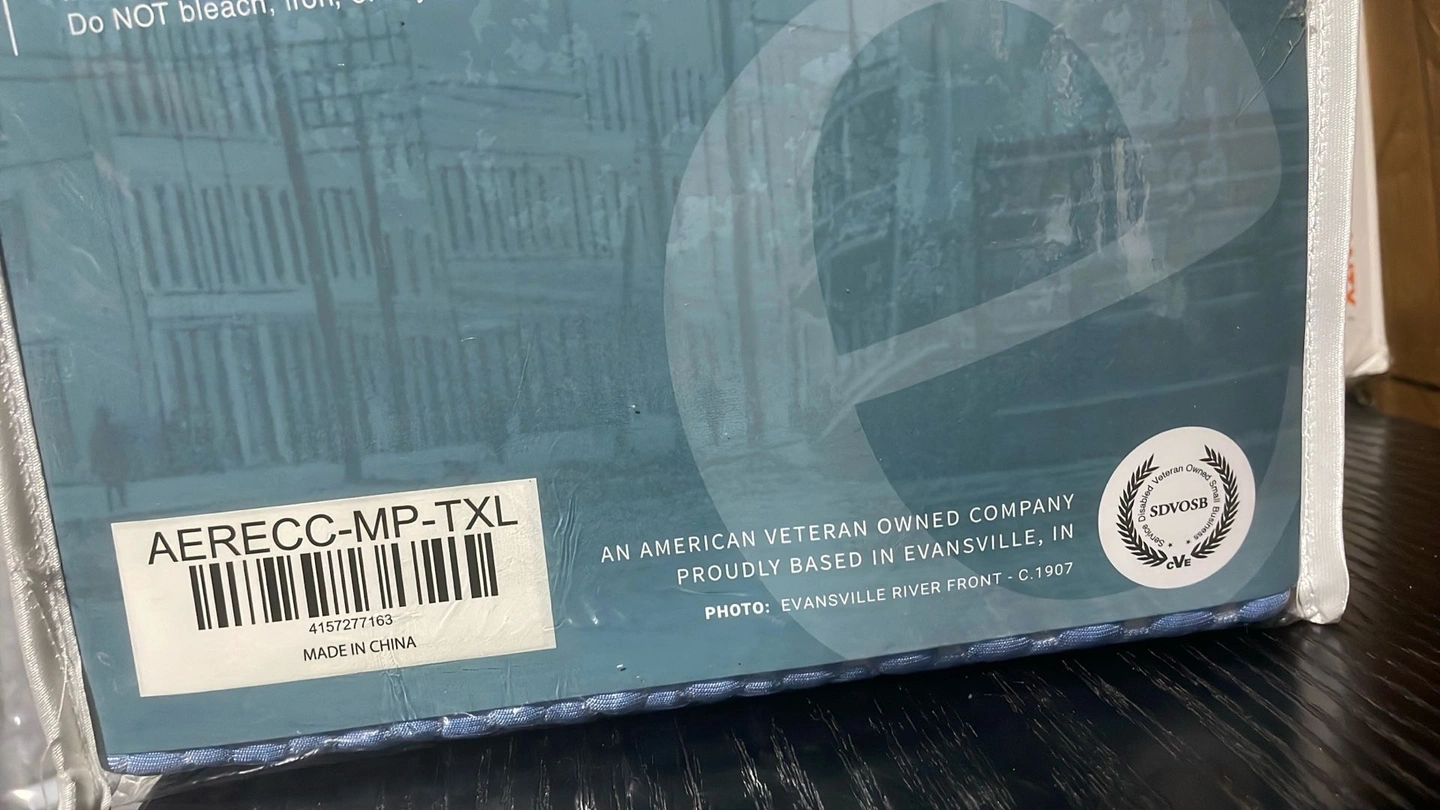 Do NOT bleach, iron,
AERECC-MP-TXL
4157277163
MADE IN CHINA
AN AMERICAN VETERAN OWNED COMPANY
PROUDLY BASED IN EVANSVILLE, IN
PHOTO: EVANSVILLE RIVER FRONT - C.1907
Service Disabled Veteran Owned Small Business
SDVOSB
CVE